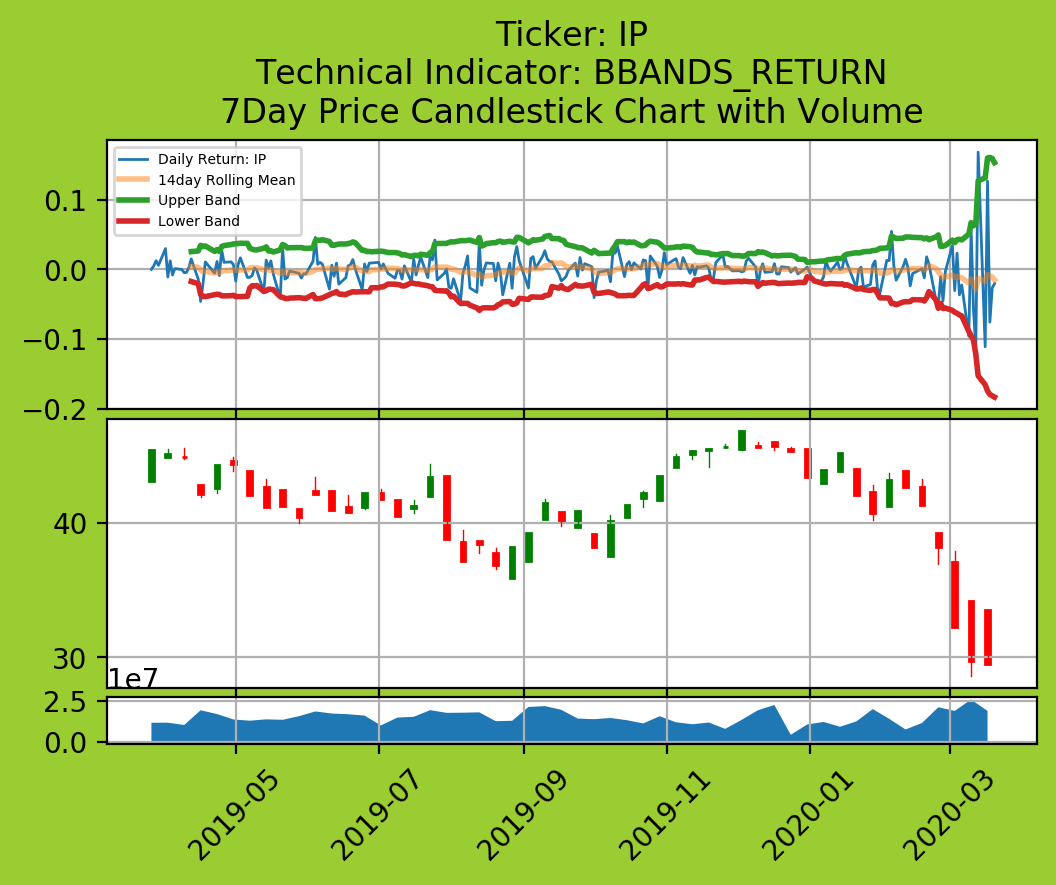 Ticker: IP
Technical Indicator: BBANDS_RETURN
7Day Price Candlestick Chart with Volume
Daily Return: IP
14day Rolling Mean
Upper Band
Lower Band
0.1
0.0
−0.1
−0.2
40
30
1e7
2.5
0.0
2019-05
2019-07
2019-09
2019-11
2020-01
2020-03